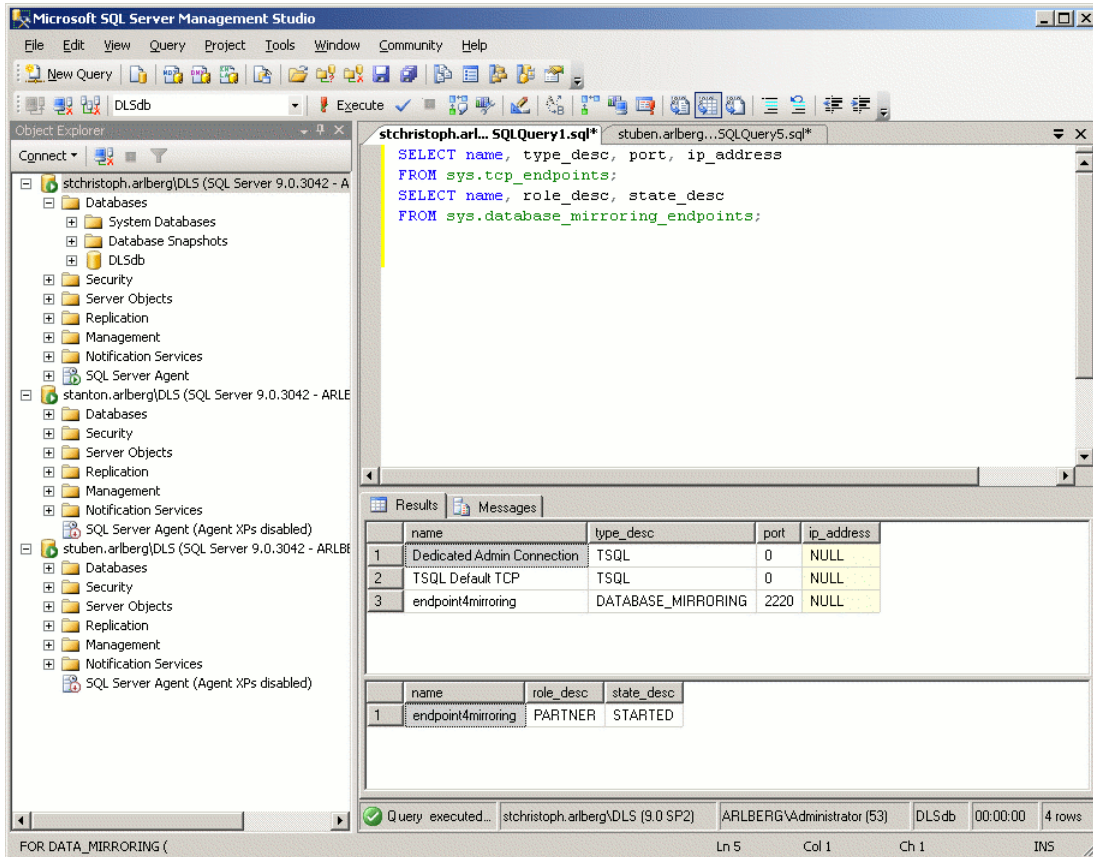 Microsoft SQL Server Management Studio
File Edit View Query Project Tools Window Community Help
New Query
DLSdb Execute
Object Explorer
Connect
stchristoph.arlberg\DLS (SQL Server 9.0.3042 - A
Databases
System Databases
Database Snapshots
DLSdb
Security
Server Objects
Replication
Management
Notification Services
SQL Server Agent
stanton.arlberg\DLS (SQL Server 9.0.3042 - ARLE
Databases
Security
Server Objects
Replication
Management
Notification Services
SQL Server Agent (Agent XPs disabled)
stuben.arlberg\DLS (SQL Server 9.0.3042 - ARLBE
Databases
Security
Server Objects
Replication
Management
Notification Services
SQL Server Agent (Agent XPs disabled)
stchristoph.arl... SQLQuery1.sql* stuben.arlberg...SQLQuery5.sql*
SELECT name, type_desc, port, ip_address
FROM sys.tcp_endpoints;
SELECT name, role_desc, state_desc
FROM sys.database_mirroring_endpoints;
Results Messages
name type_desc port ip_address
1 Dedicated Admin Connection TSQL 0 NULL
2 TSQL Default TCP TSQL 0 NULL
3 endpoint4mirroring DATABASE_MIRRORING 2220 NULL
name role_desc state_desc
1 endpoint4mirroring PARTNER STARTED
Query executed... stchristoph.arlberg\DLS (9.0 SP2) ARLBERG\Administrator (53) DLSdb 00:00:00 4 rows
FOR DATA_MIRRORING ( Ln 5 Col 1 Ch 1 INS